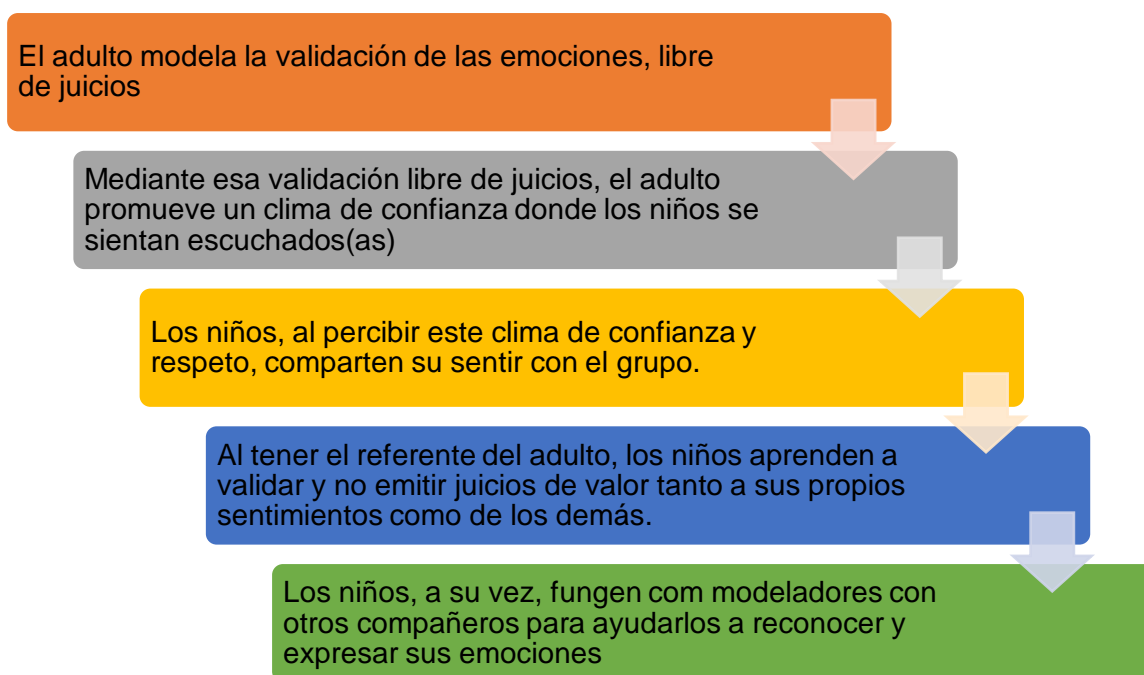 El adulto modela la validación de las emociones, libre
de juicios
Mediante esa validación libre de juicios, el adulto
promueve un clima de confianza donde los niños se
sientan escuchados(as)
Los niños, al percibir este clima de confianza y
respeto, comparten su sentir con el grupo.
Al tener el referente del adulto, los niños aprenden a
validar y no emitir juicios de valor tanto a sus propios
sentimientos como de los demás.
Los niños, a su vez, fungen com modeladores con
otros compañeros para ayudarlos a reconocer y
expresar sus emociones